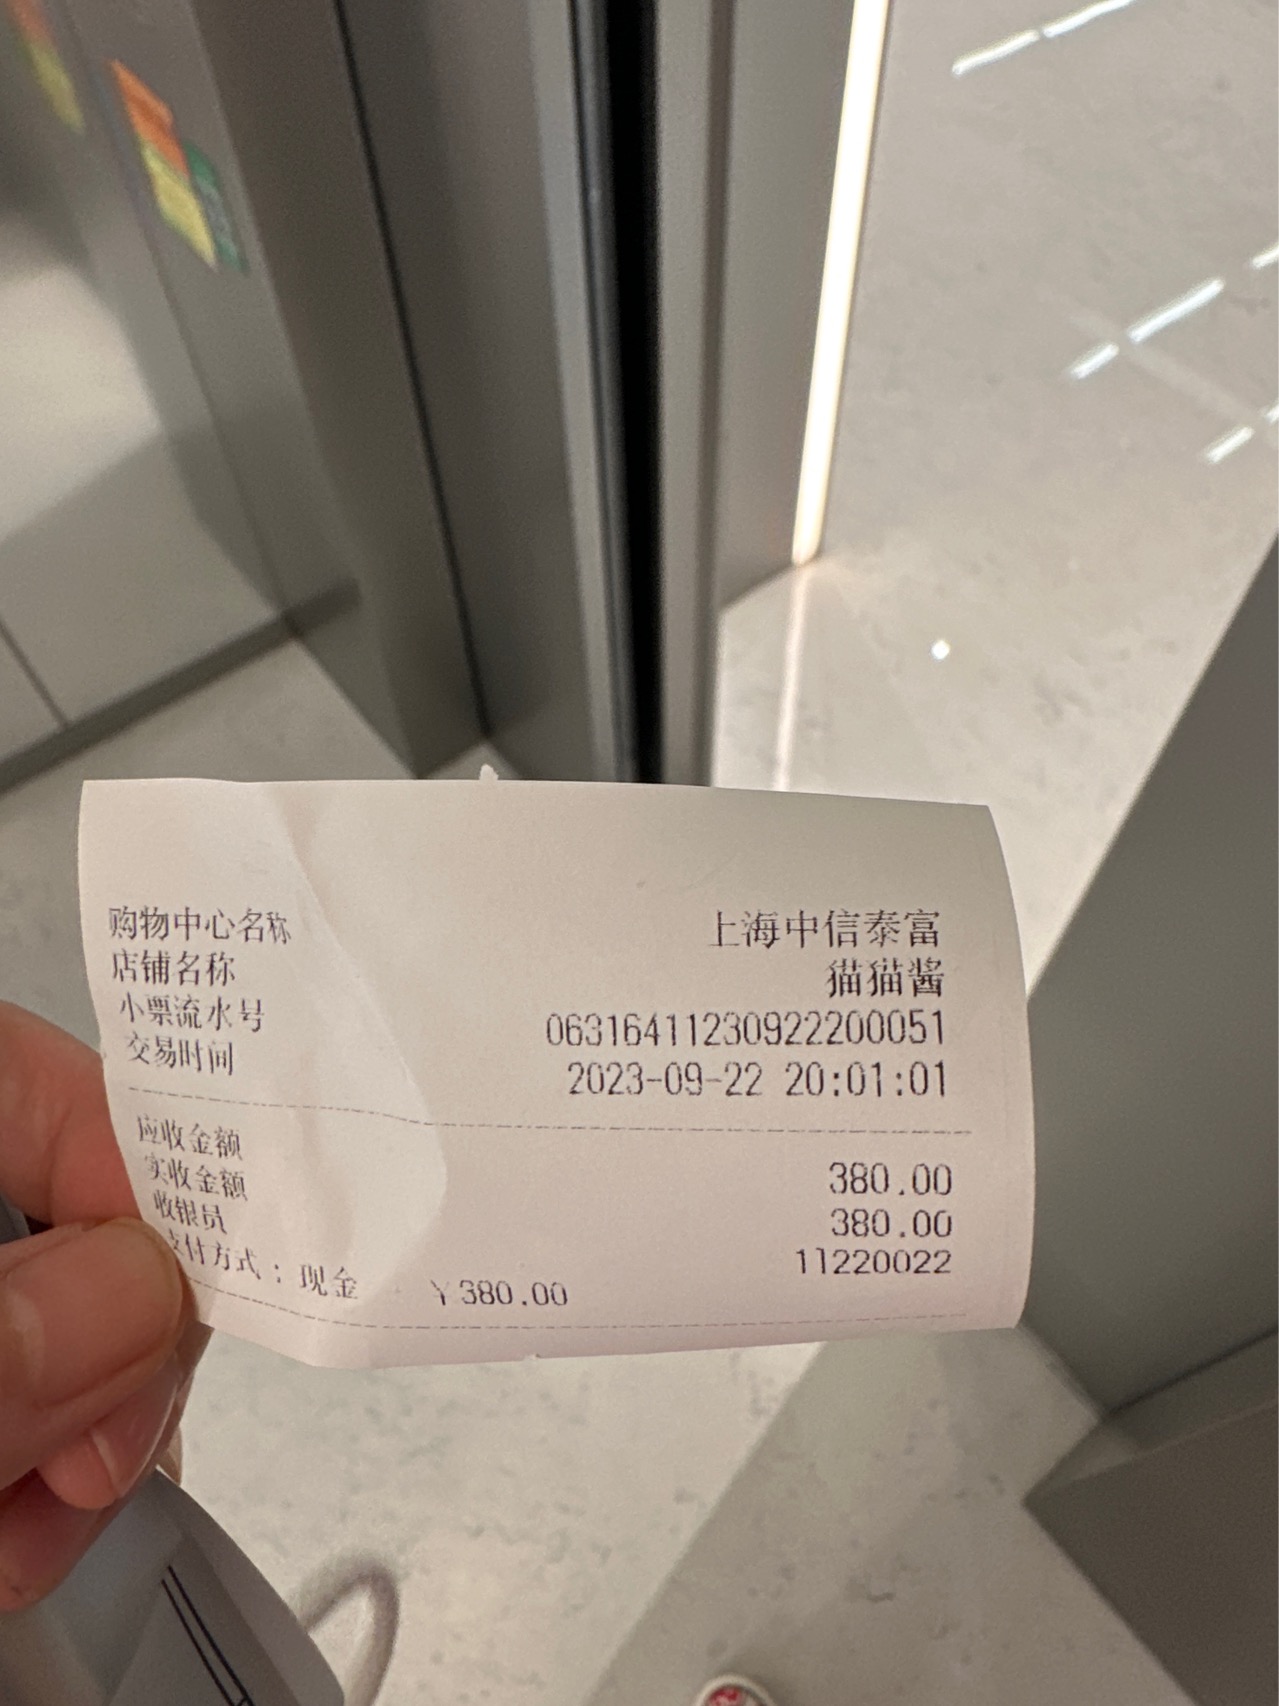 购物中心名称 上海中信泰富
店铺名称 猫猫酱
小票流水号 06316411230922200051
交易时间 2023-09-22 20:01:01
应收金额 380.00
实收金额 380.00
收银员 11220022
支付方式：现金 ￥380.00